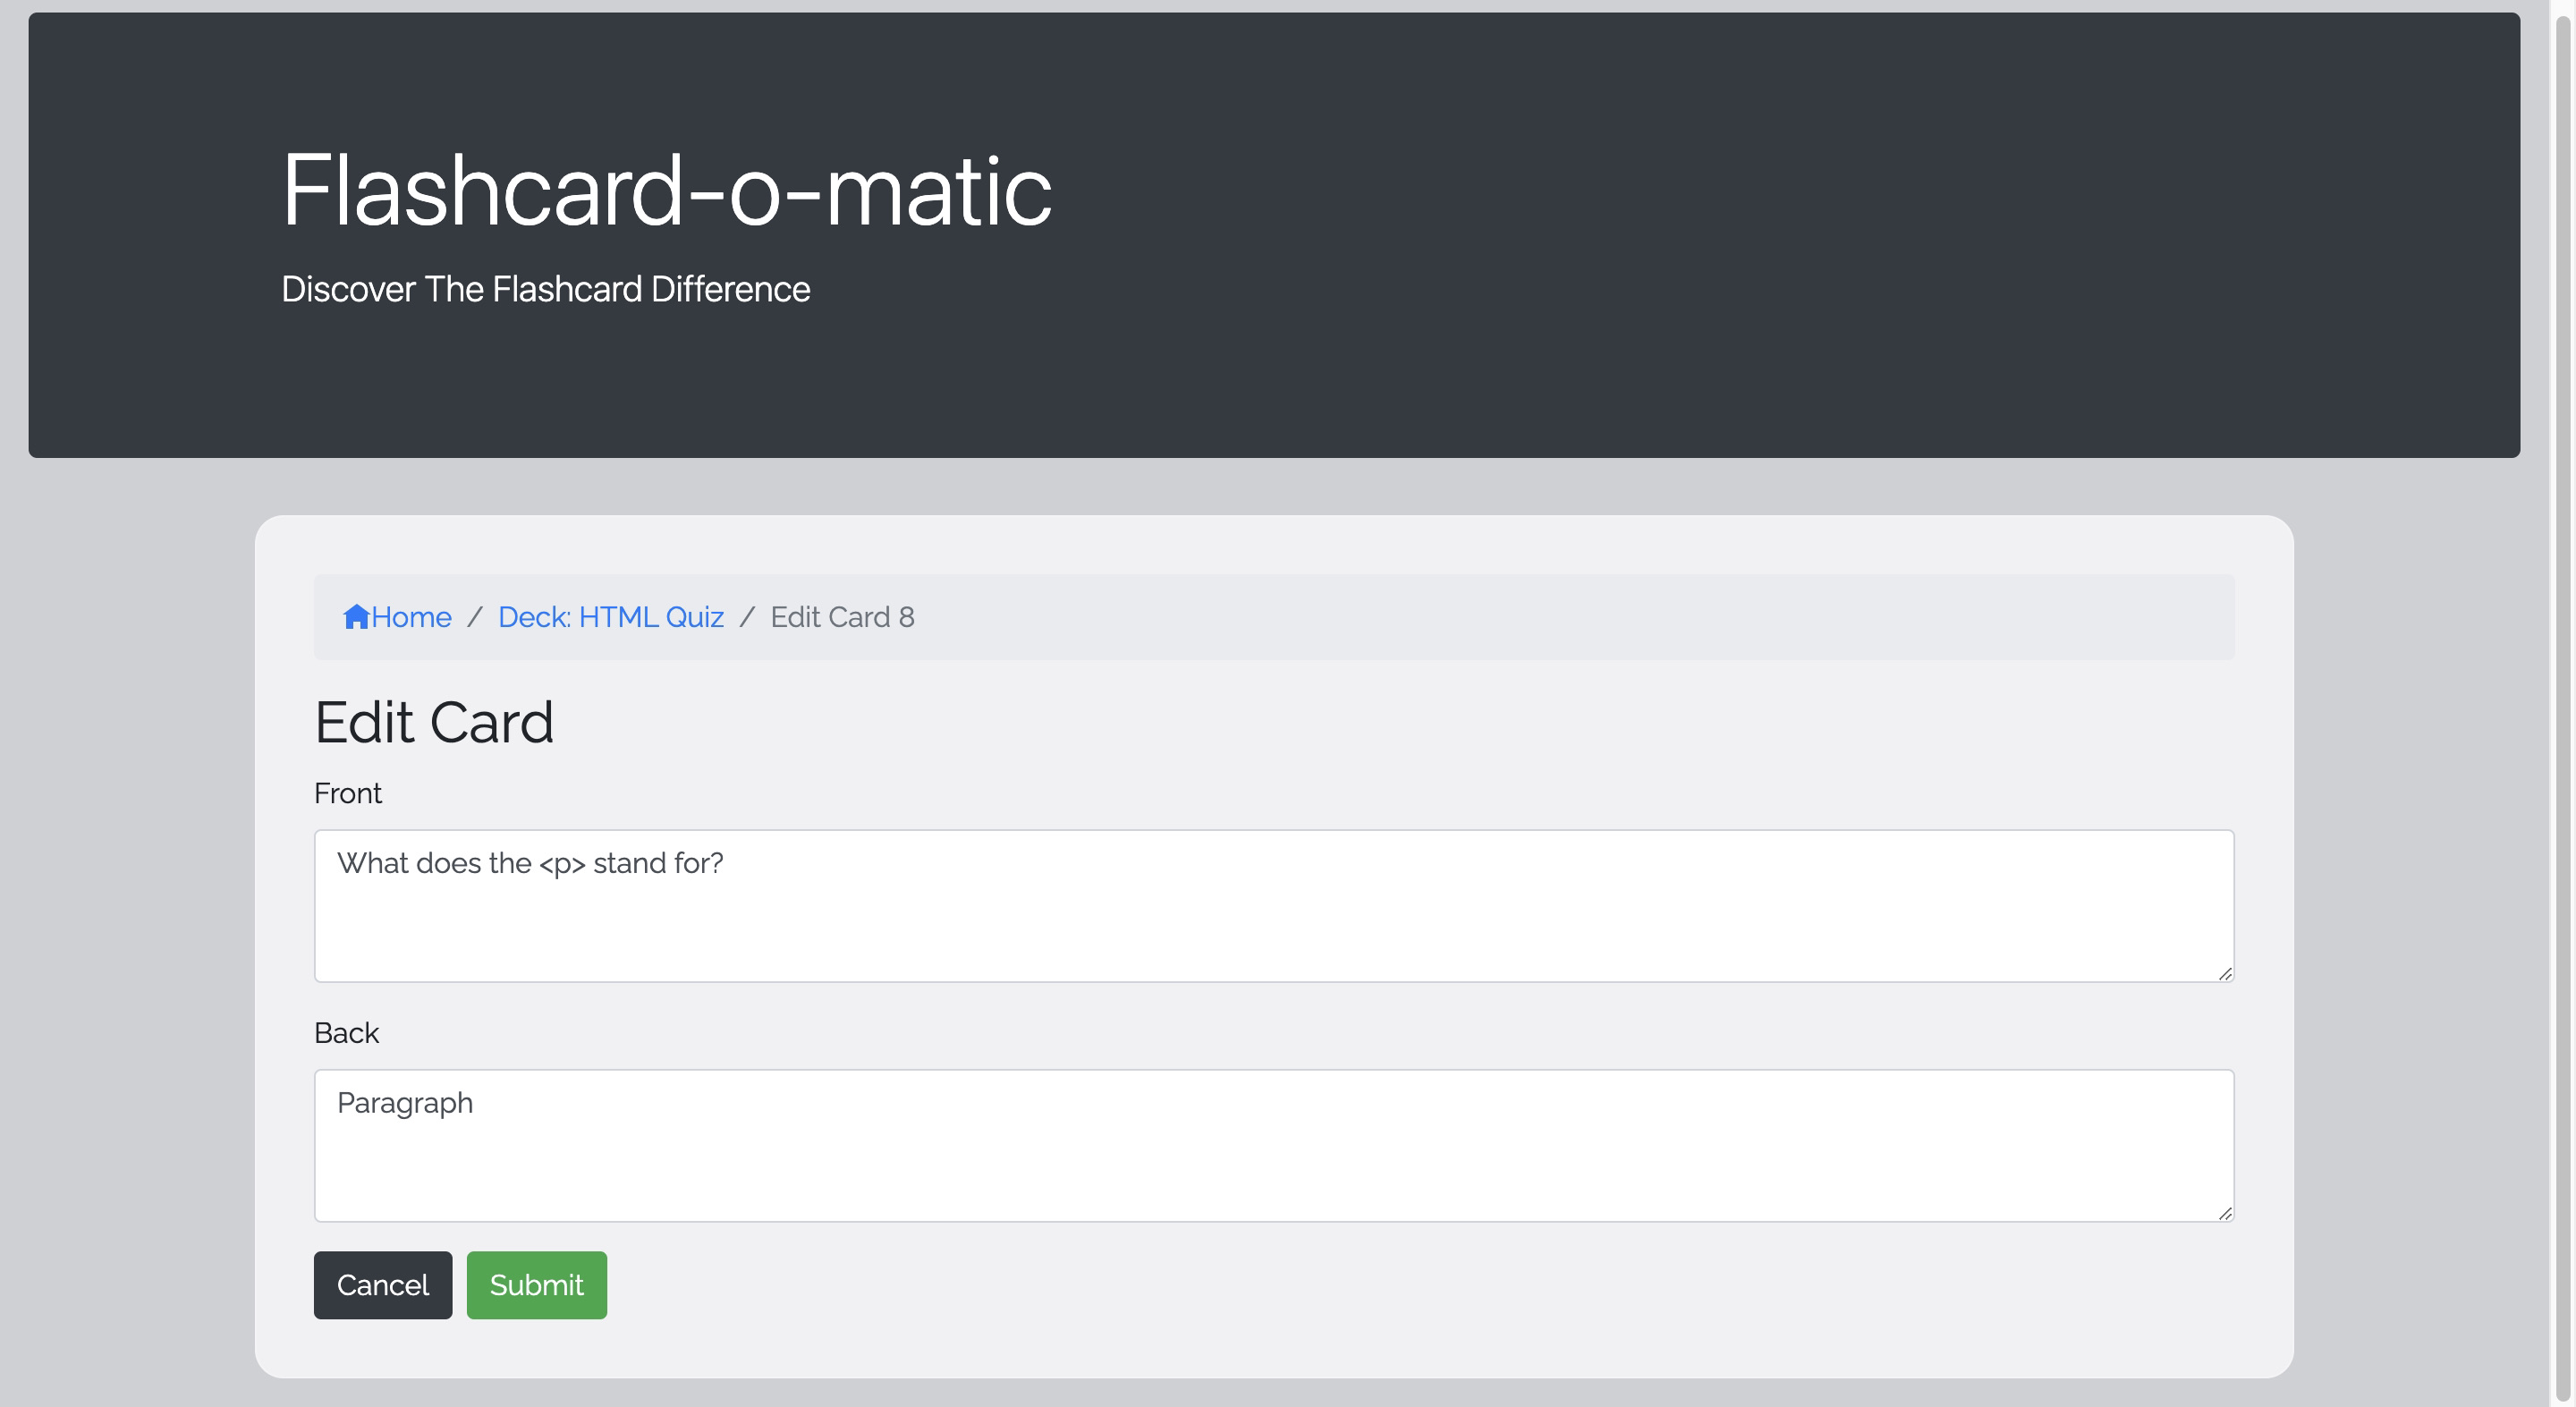 Flashcard-o-matic
Discover The Flashcard Difference
Home / Deck: HTML Quiz / Edit Card 8
Edit Card
Front
What does the <p> stand for?
Back
Paragraph
Cancel Submit